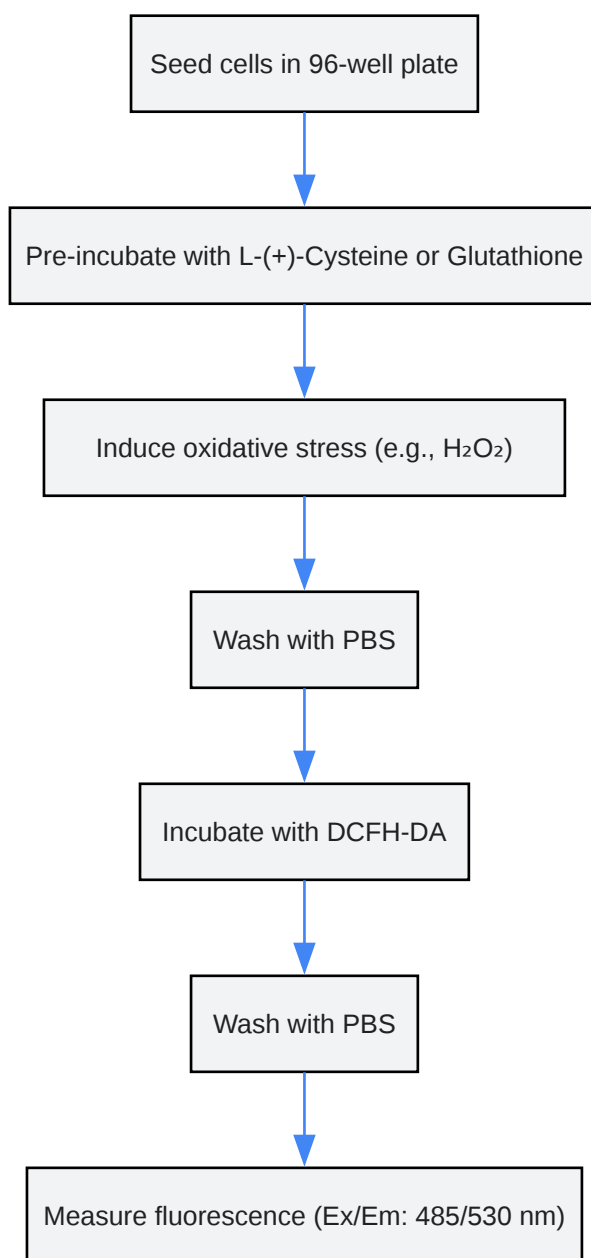 Seed cells in 96-well plate
Pre-incubate with L-(+)-Cysteine or Glutathione
Induce oxidative stress (e.g., H₂O₂)
Wash with PBS
Incubate with DCFH-DA
Wash with PBS
Measure fluorescence (Ex/Em: 485/530 nm)